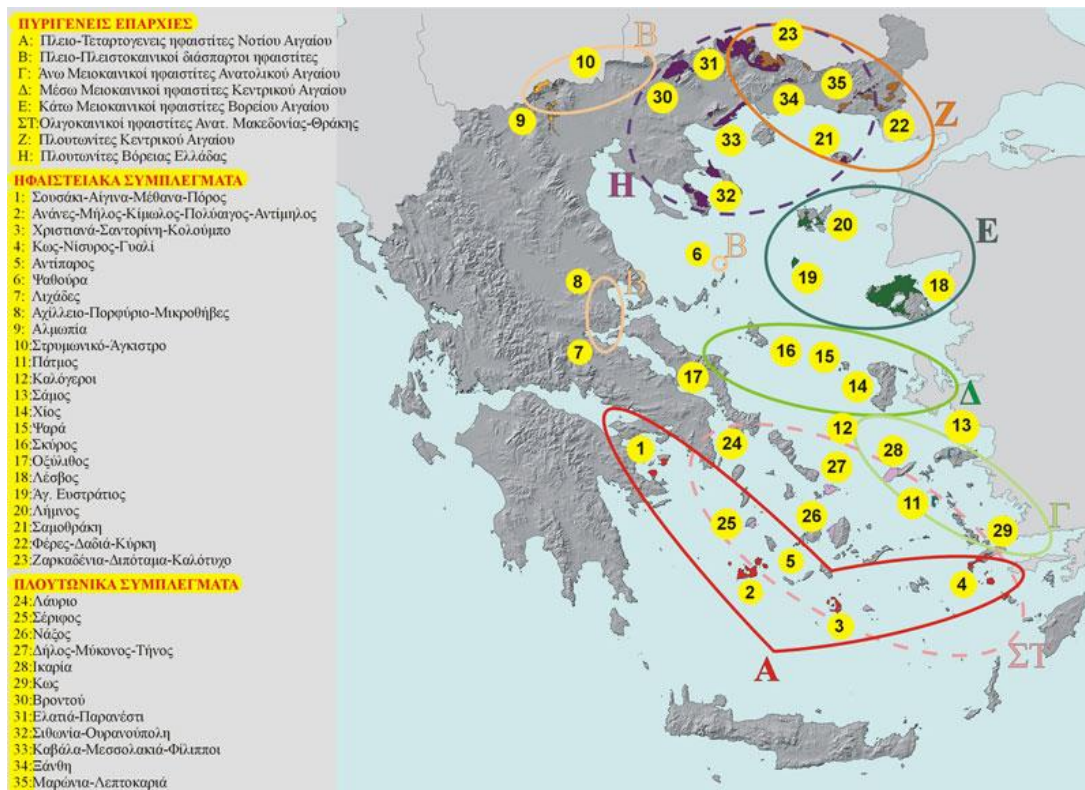 ΠΥΡΙΓΕΝΕΙΣ ΕΠΑΡΧΙΕΣ
Α: Πλειο-Τεταρτογενεις ηφαιστίτες Νοτίου Αιγαίου
Β: Πλειο-Πλειστοκαινικοί διάσπαρτοι ηφαιστίτες
Γ: Άνω Μειοκαινικοί ηφαιστίτες Ανατολικού Αιγαίου
Δ: Μέσω Μειοκαινικοί ηφαιστίτες Κεντρικού Αιγαίου
Ε: Κάτω Μειοκαινικοί ηφαιστίτες Βορείου Αιγαίου
ΣΤ:Ολιγοκαινικοί ηφαιστίτες Ανατ. Μακεδονίας-Θράκης
Ζ: Πλουτωνίτες Κεντρικού Αιγαίου
Η: Πλουτωνίτες Βόρειας Ελλάδας
ΗΦΑΙΣΤΕΙΑΚΑ ΣΥΜΠΛΕΓΜΑΤΑ
1: Σουσάκι-Αίγινα-Μέθανα-Πόρος
2: Ανάνες-Μήλος-Κίμωλος-Πολύαιγος-Αντίμηλος
3: Χριστιανά-Σαντορίνη-Κολούμπο
4: Κως-Νίσυρος-Γυαλί
5: Αντίπαρος
6: Ψαθούρα
7: Λιχάδες
8: Αχίλλειο-Πορφύριο-Μικροθήβες
9: Αλμωπία
10:Στρυμωνικό-Άγκιστρο
11:Πάτμος
12:Καλόγεροι
13:Σάμος
14:Χίος
15:Ψαρά
16:Σκύρος
17:Οξύλιθος
18:Λέσβος
19:Άγ. Ευστράτιος
20:Λήμνος
21:Σαμοθράκη
22:Φέρες-Δαδιά-Κύρκη
23:Ζαρκαδένια-Διπόταμα-Καλότυχο
ΠΛΟΥΤΩΝΙΚΑ ΣΥΜΠΛΕΓΜΑΤΑ
24:Λάυριο
25:Σέριφος
26:Νάξος
27:Δήλος-Μύκονος-Τήνος
28:Ικαρία
29:Κως
30:Βροντού
31:Ελατιά-Παρανέστι
32:Σιθωνία-Ουρανούπολη
33:Καβάλα-Μεσσολακιά-Φίλιπποι
34:Ξάνθη
35:Μαρώνια-Λεπτοκαριά
23
Β
10
31
30
35
34
9
33
21
22
Ζ
Η
32
20
Ε
6
Β
19
18
8
Β
7
16
15
17
14
Δ
12
13
1
24
28
27
11
Γ
25
26
29
5
2
4
3
Α
ΣΤ